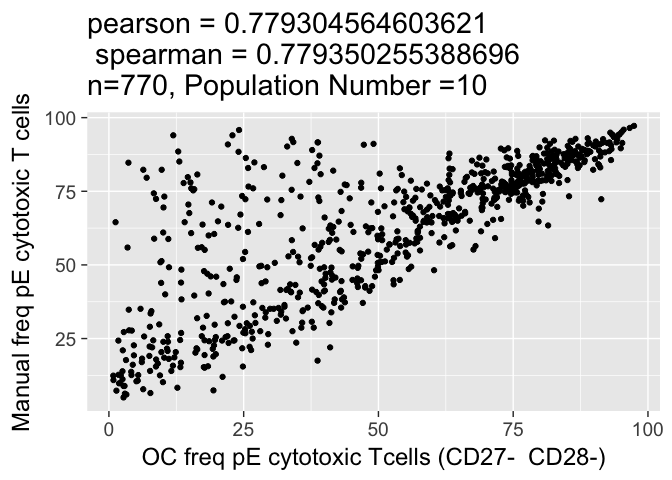 pearson = 0.779304564603621
spearman = 0.779350255388696
n=770, Population Number =10
Manual freq pE cytotoxic T cells
100
75
50
25
0
25
50
75
100
OC freq pE cytotoxic Tcells (CD27-  CD28-)